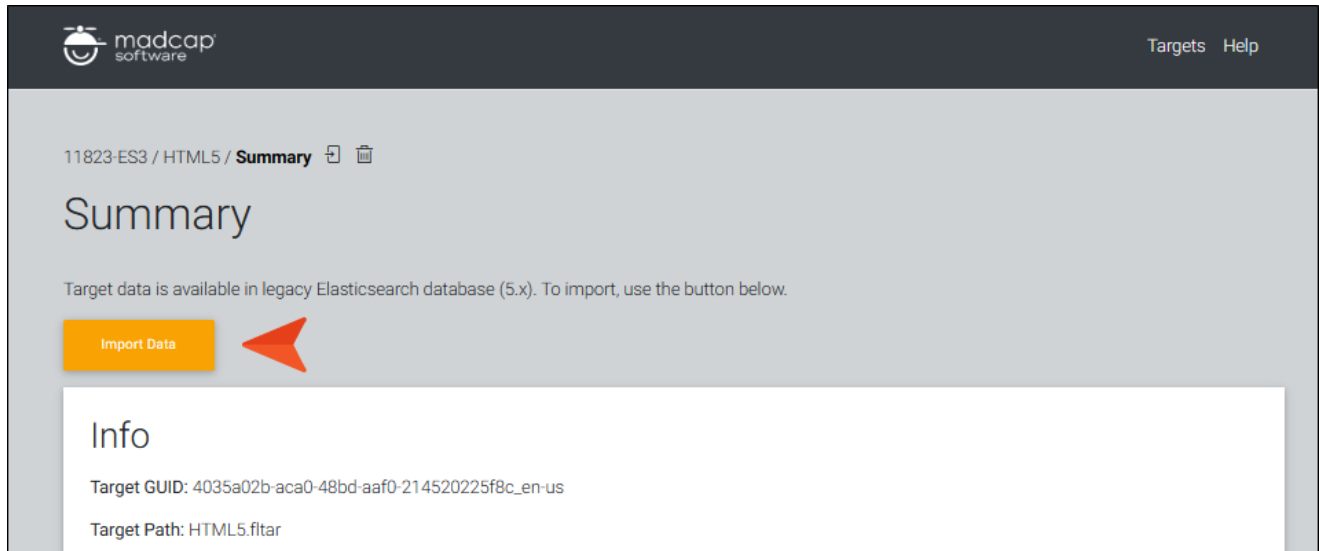 madcap
software
Targets Help
11823-ES3 / HTML5 / Summary
Summary
Target data is available in legacy Elasticsearch database (5.x). To import, use the button below.
Import Data
Info
Target GUID: 4035a02b-aca0-48bd-aaf0-214520225f8c_en-us
Target Path: HTML5.fltar